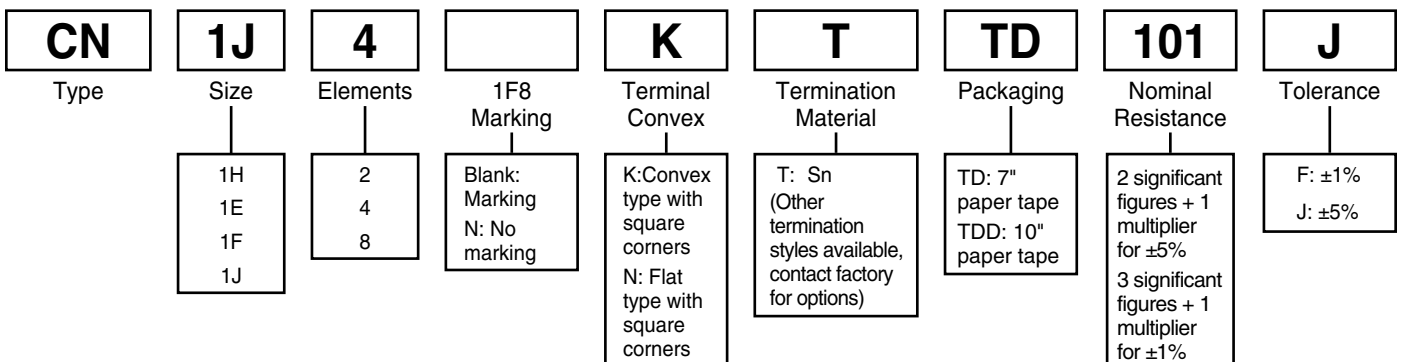 CN 1J 4 K T TD 101 J
Type Size Elements 1F8 Marking Terminal Convex Termination Material Packaging Nominal Resistance Tolerance
1H
1E
1F
1J
2
4
8
Blank:
Marking
N: No
marking
K:Convex
type with
square
corners
N: Flat
type with
square
corners
T: Sn
(Other
termination
styles available,
contact factory
for options)
TD: 7"
paper tape
TDD: 10"
paper tape
2 significant
figures + 1
multiplier
for ±5%
3 significant
figures + 1
multiplier
for ±1%
F: ±1%
J: ±5%